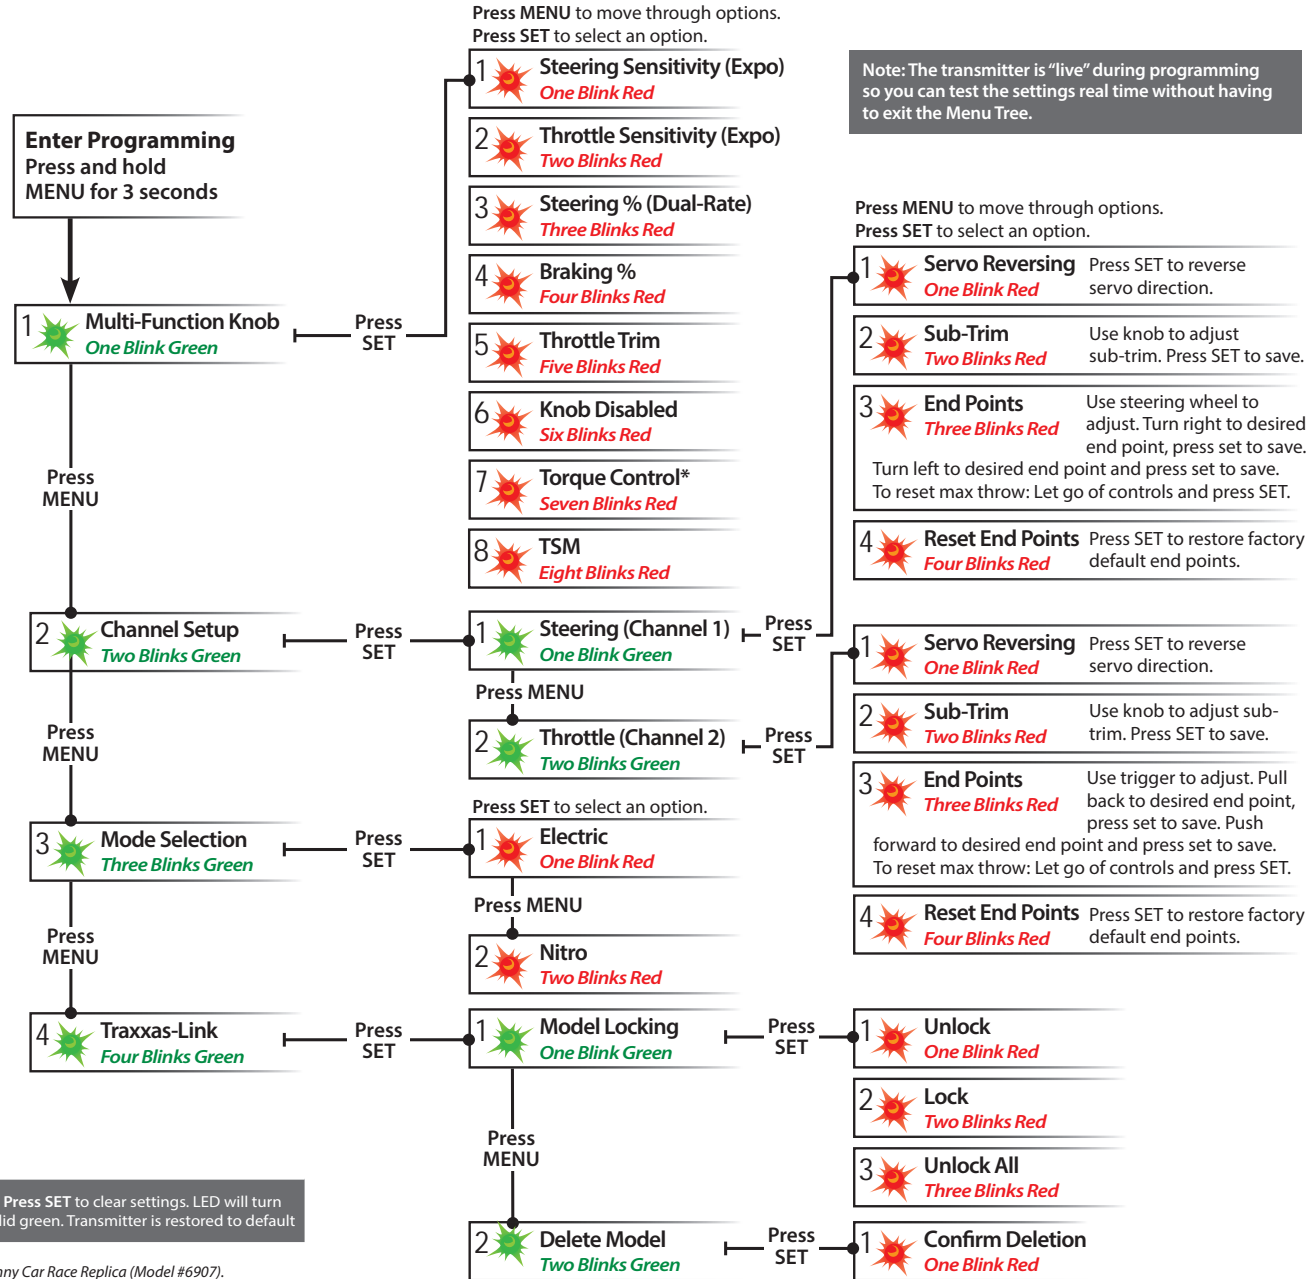 Press MENU to move through options.
Press SET to select an option.
Note: The transmitter is “live” during programming
so you can test the settings real time without having
to exit the Menu Tree.
Enter Programming
Press and hold
MENU for 3 seconds
1 Steering Sensitivity (Expo)
One Blink Red
2 Throttle Sensitivity (Expo)
Two Blinks Red
3 Steering % (Dual-Rate)
Three Blinks Red
4 Braking %
Four Blinks Red
5 Throttle Trim
Five Blinks Red
6 Knob Disabled
Six Blinks Red
7 Torque Control*
Seven Blinks Red
8 TSM
Eight Blinks Red
1 Multi-Function Knob
One Blink Green
Press
SET
Press
MENU
2 Channel Setup
Two Blinks Green
Press
SET
1 Steering (Channel 1)
One Blink Green
Press
SET
Press MENU
2 Throttle (Channel 2)
Two Blinks Green
Press
SET
Press MENU to move through options.
Press SET to select an option.
1 Servo Reversing Press SET to reverse
One Blink Red servo direction.
2 Sub-Trim Use knob to adjust
Two Blinks Red sub-trim. Press SET to save.
3 End Points Use steering wheel to
Three Blinks Red adjust. Turn right to desired
end point, press set to save.
Turn left to desired end point and press set to save.
To reset max throw: Let go of controls and press SET.
4 Reset End Points Press SET to restore factory
Four Blinks Red default end points.
1 Servo Reversing Press SET to reverse
One Blink Red servo direction.
2 Sub-Trim Use knob to adjust sub-
Two Blinks Red trim. Press SET to save.
3 End Points Use trigger to adjust. Pull
Three Blinks Red back to desired end point,
press set to save. Push
forward to desired end point and press set to save.
To reset max throw: Let go of controls and press SET.
4 Reset End Points Press SET to restore factory
Four Blinks Red default end points.
Press
MENU
3 Mode Selection
Three Blinks Green
Press
SET
Press SET to select an option.
1 Electric
One Blink Red
Press MENU
2 Nitro
Two Blinks Red
Press
MENU
4 Traxxas-Link
Four Blinks Green
Press
SET
1 Model Locking
One Blink Green
Press
SET
1 Unlock
One Blink Red
2 Lock
Two Blinks Red
3 Unlock All
Three Blinks Red
Press
MENU
2 Delete Model
Two Blinks Green
Press
SET
1 Confirm Deletion
One Blink Red
Press SET to clear settings. LED will turn
green. Transmitter is restored to default
Car Race Replica (Model #6907).